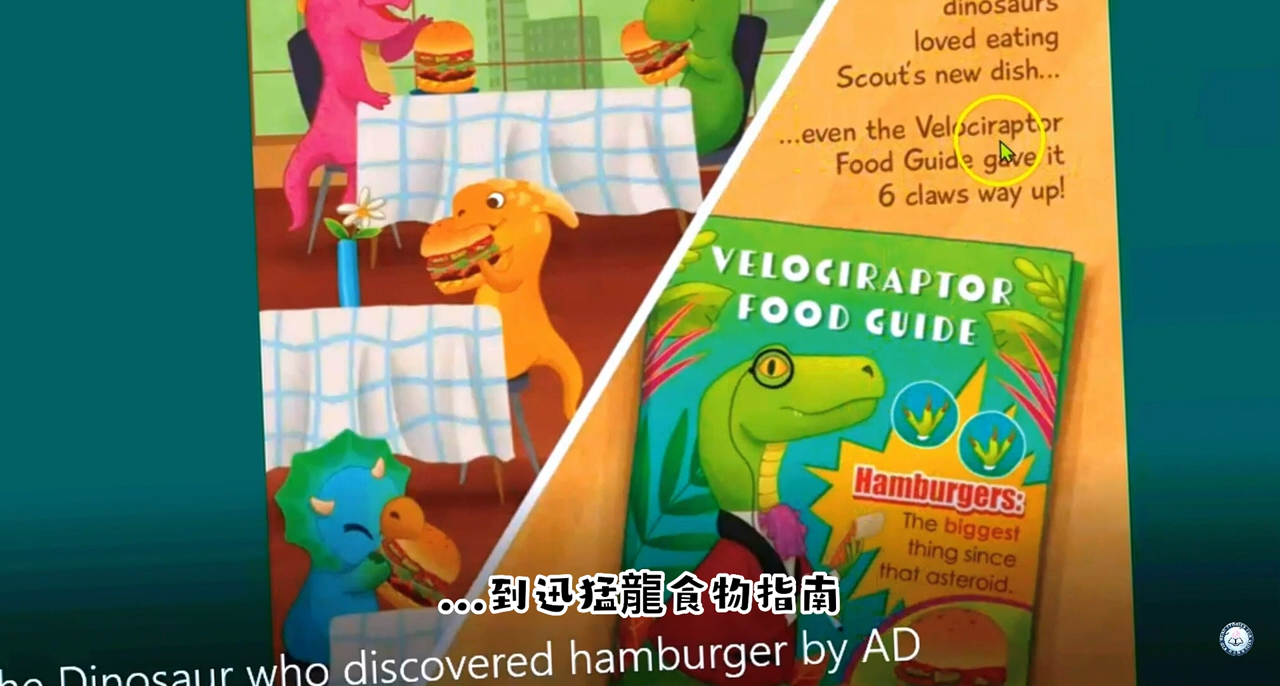 dinosaurs
loved eating
Scout's new dish...
...even the Velociraptor
Food Guide gave it
6 claws way up!
VELOCIRAPTOR
FOOD GUIDE
Hamburgers:
The biggest
thing since
that asteroid.
...到迅猛龍食物指南
he Dinosaur who discovered hamburger by AD